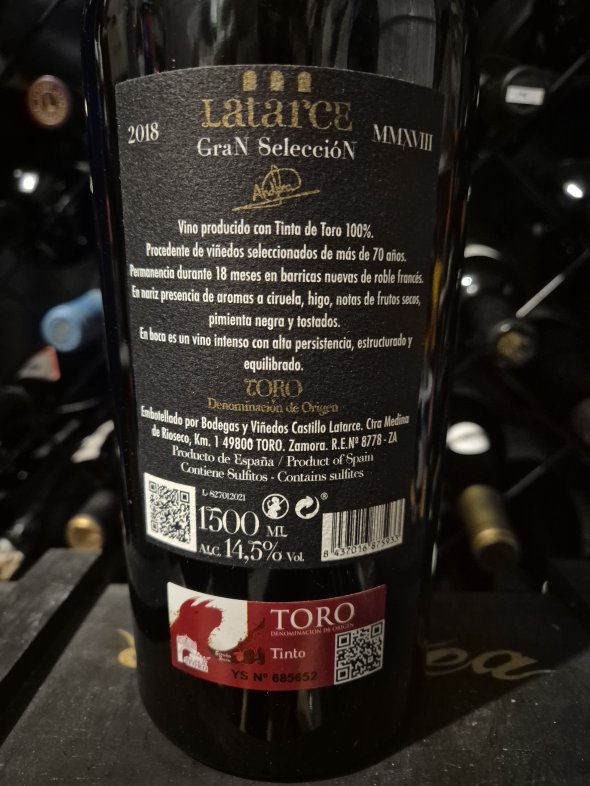 Latarce
2018 MMXVIII
GraN SeleccióN
Vino producido con Tinta de Toro 100%.
Procedente de viñedos seleccionados de más de 70 años.
Permanencia durante 18 meses en barricas nuevas de roble francés.
En nariz presencia de aromas a ciruela, higo, notas de frutos secos,
pimienta negra y tostados.
En boca es un vino intenso con alta persistencia, estructurado y
equilibrado.
TORO
Denominación de Origen
Embotellado por Bodegas y Viñedos Castillo Latarce. Ctra Medina
de Rioseco, Km. 1 49800 TORO. Zamora. R.E.Nº 8778 - ZA
Producto de España / Product of Spain
Contiene Sulfitos - Contains sulfites
L- 827012021
1500 ML
Alc. 14,5% Vol.
8 437016 875933
TORO
DENOMINACIÓN DE ORIGEN
Tinto
TORO
YS Nº 685652